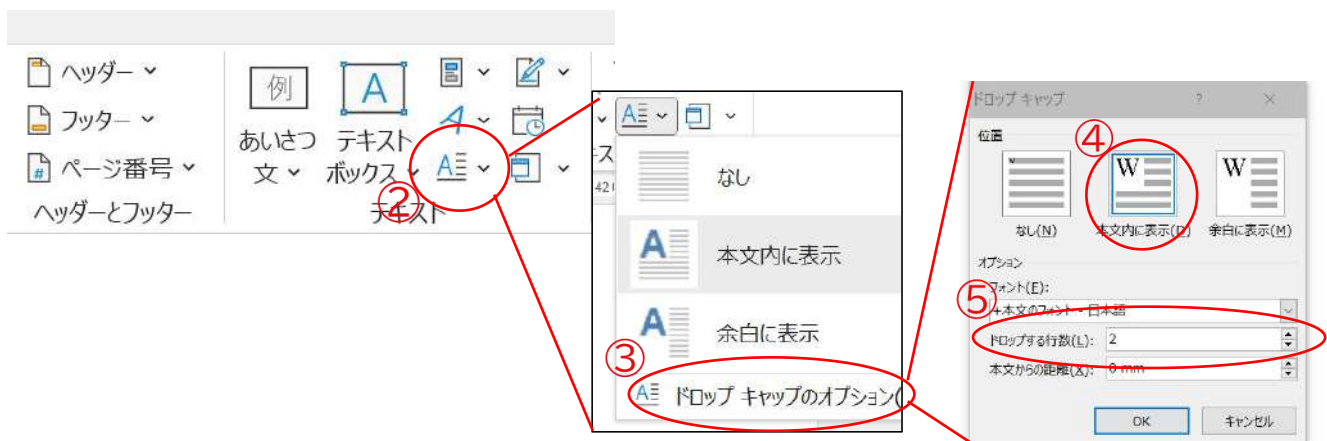 ヘッダー
フッター
ページ番号
ヘッダーとフッター
例
あいさつ
文
A
テキスト
ボックス
②
テキスト
なし
本文内に表示
余白に表示
③
ドロップ キャップのオプション(
ドロップ キャップ
?
位置
④
W
W
W
なし(N)
本文内に表示(D)
余白に表示(M)
オプション
⑤
フォント(F):
+本文のフォント - 日本語
ドロップする行数(L):
2
本文からの距離(X):
0 mm
OK
キャンセル